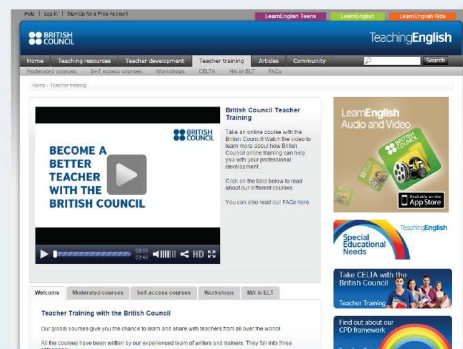 Help | Log In | Sign Up for a Free Account
LearnEnglish Teens
LearnEnglish
LearnEnglish Kids
BRITISH
COUNCIL
TeachingEnglish
Home Teaching resources Teacher development Teacher training Articles Community
Search
Moderated courses Self access courses Workshops CELTA MA in ELT FAQs
Home › Teacher training
BRITISH
COUNCIL
BECOME A
BETTER
TEACHER
WITH THE
BRITISH COUNCIL
00:00
03:40
HD
British Council Teacher
Training
Take an online course with the
British Council! Watch the video to
learn more about how British
Council online training can help
you with your professional
development.
Click on the tabs below to read
about our different courses.
You can also read our FAQs here.
LearnEnglish
Audio and Video
Available on the
App Store
TeachingEnglish
Special
Educational
Needs
Take CELTA with the
British Council
Teacher Training
Find out about our
CPD framework
Welcome Moderated courses Self-access courses Workshops MA in ELT
Teacher Training with the British Council
Our global courses give you the chance to learn and share with teachers from all over the world!
All the courses have been written by our experienced team of writers and trainers. They fall into three